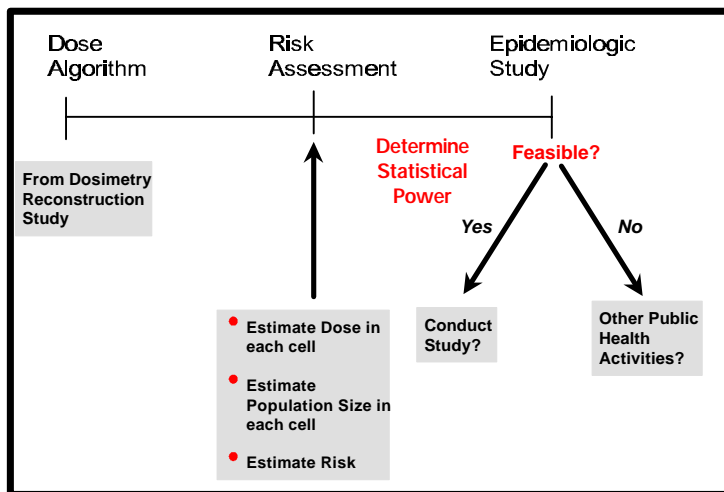 Dose
Algorithm
Risk
Assessment
Epidemiologic
Study
From Dosimetry
Reconstruction
Study
Determine
Statistical
Power
Feasible?
Yes
No
Estimate Dose in
each cell
Estimate
Population Size in
each cell
Estimate Risk
Conduct
Study?
Other Public
Health
Activities?